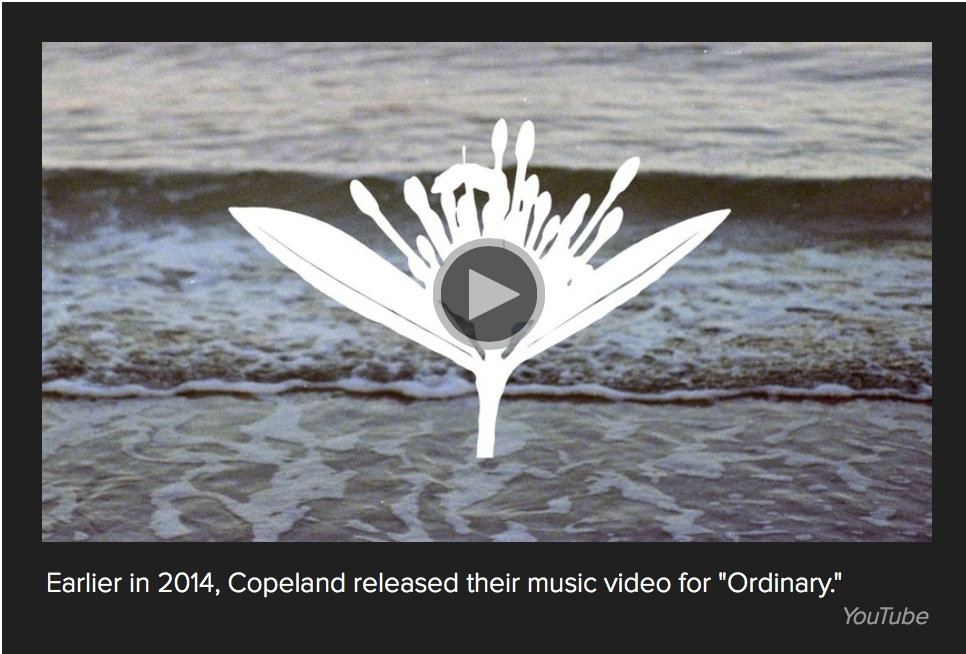 Earlier in 2014, Copeland released their music video for "Ordinary."
YouTube